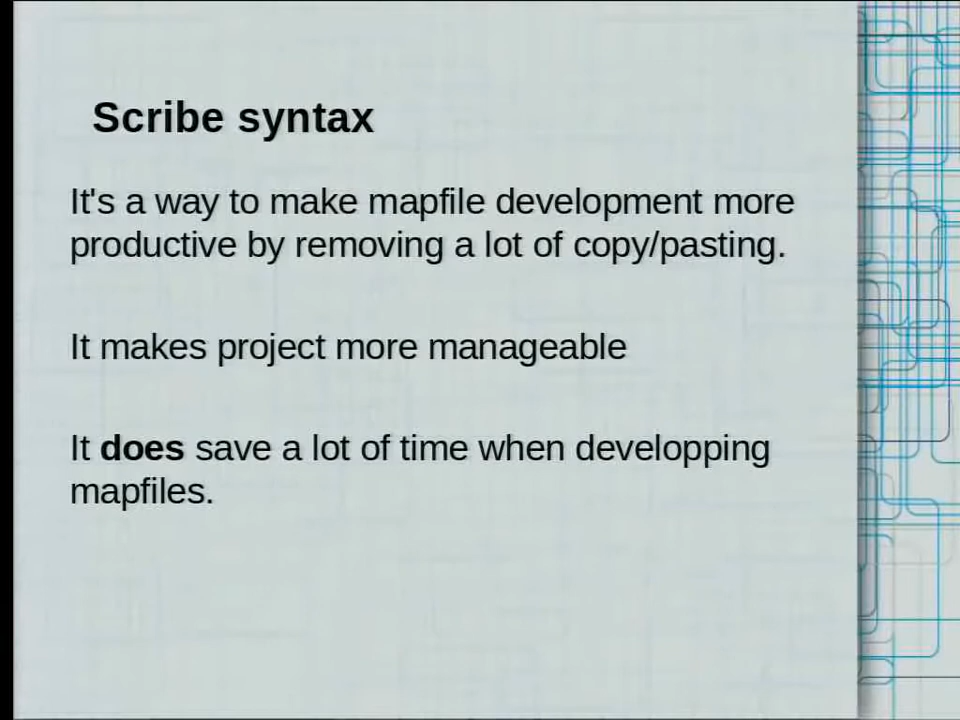 Scribe syntax
It's a way to make mapfile development more
productive by removing a lot of copy/pasting.
It makes project more manageable
It does save a lot of time when developping
mapfiles.